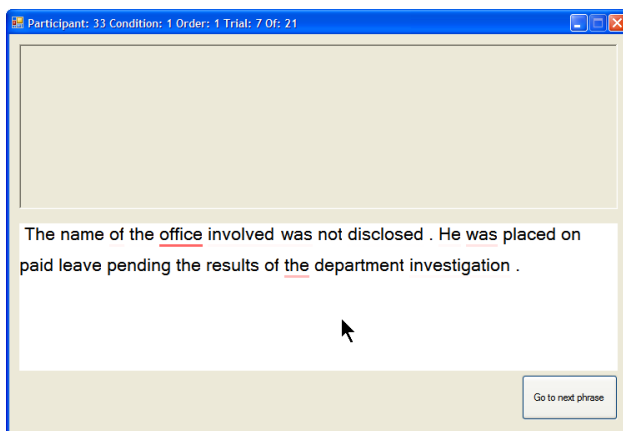 Participant: 33 Condition: 1 Order: 1 Trial: 7 Of: 21
The name of the office involved was not disclosed . He was placed on
paid leave pending the results of the department investigation .
Go to next phrase